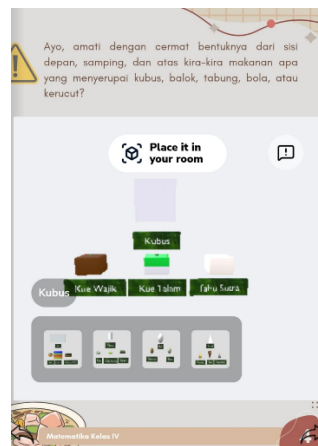 Ayo, amati dengan cermat bentuknya dari sisi
depan, samping, dan atas kira-kira makanan apa
yang menyerupai kubus, balok, tabung, bola, atau
kerucut?
Place it in
your room
Kubus
Kue Wajik
Kue Talam
Tahu Sutra
Kubus
Matematika Kelas IV